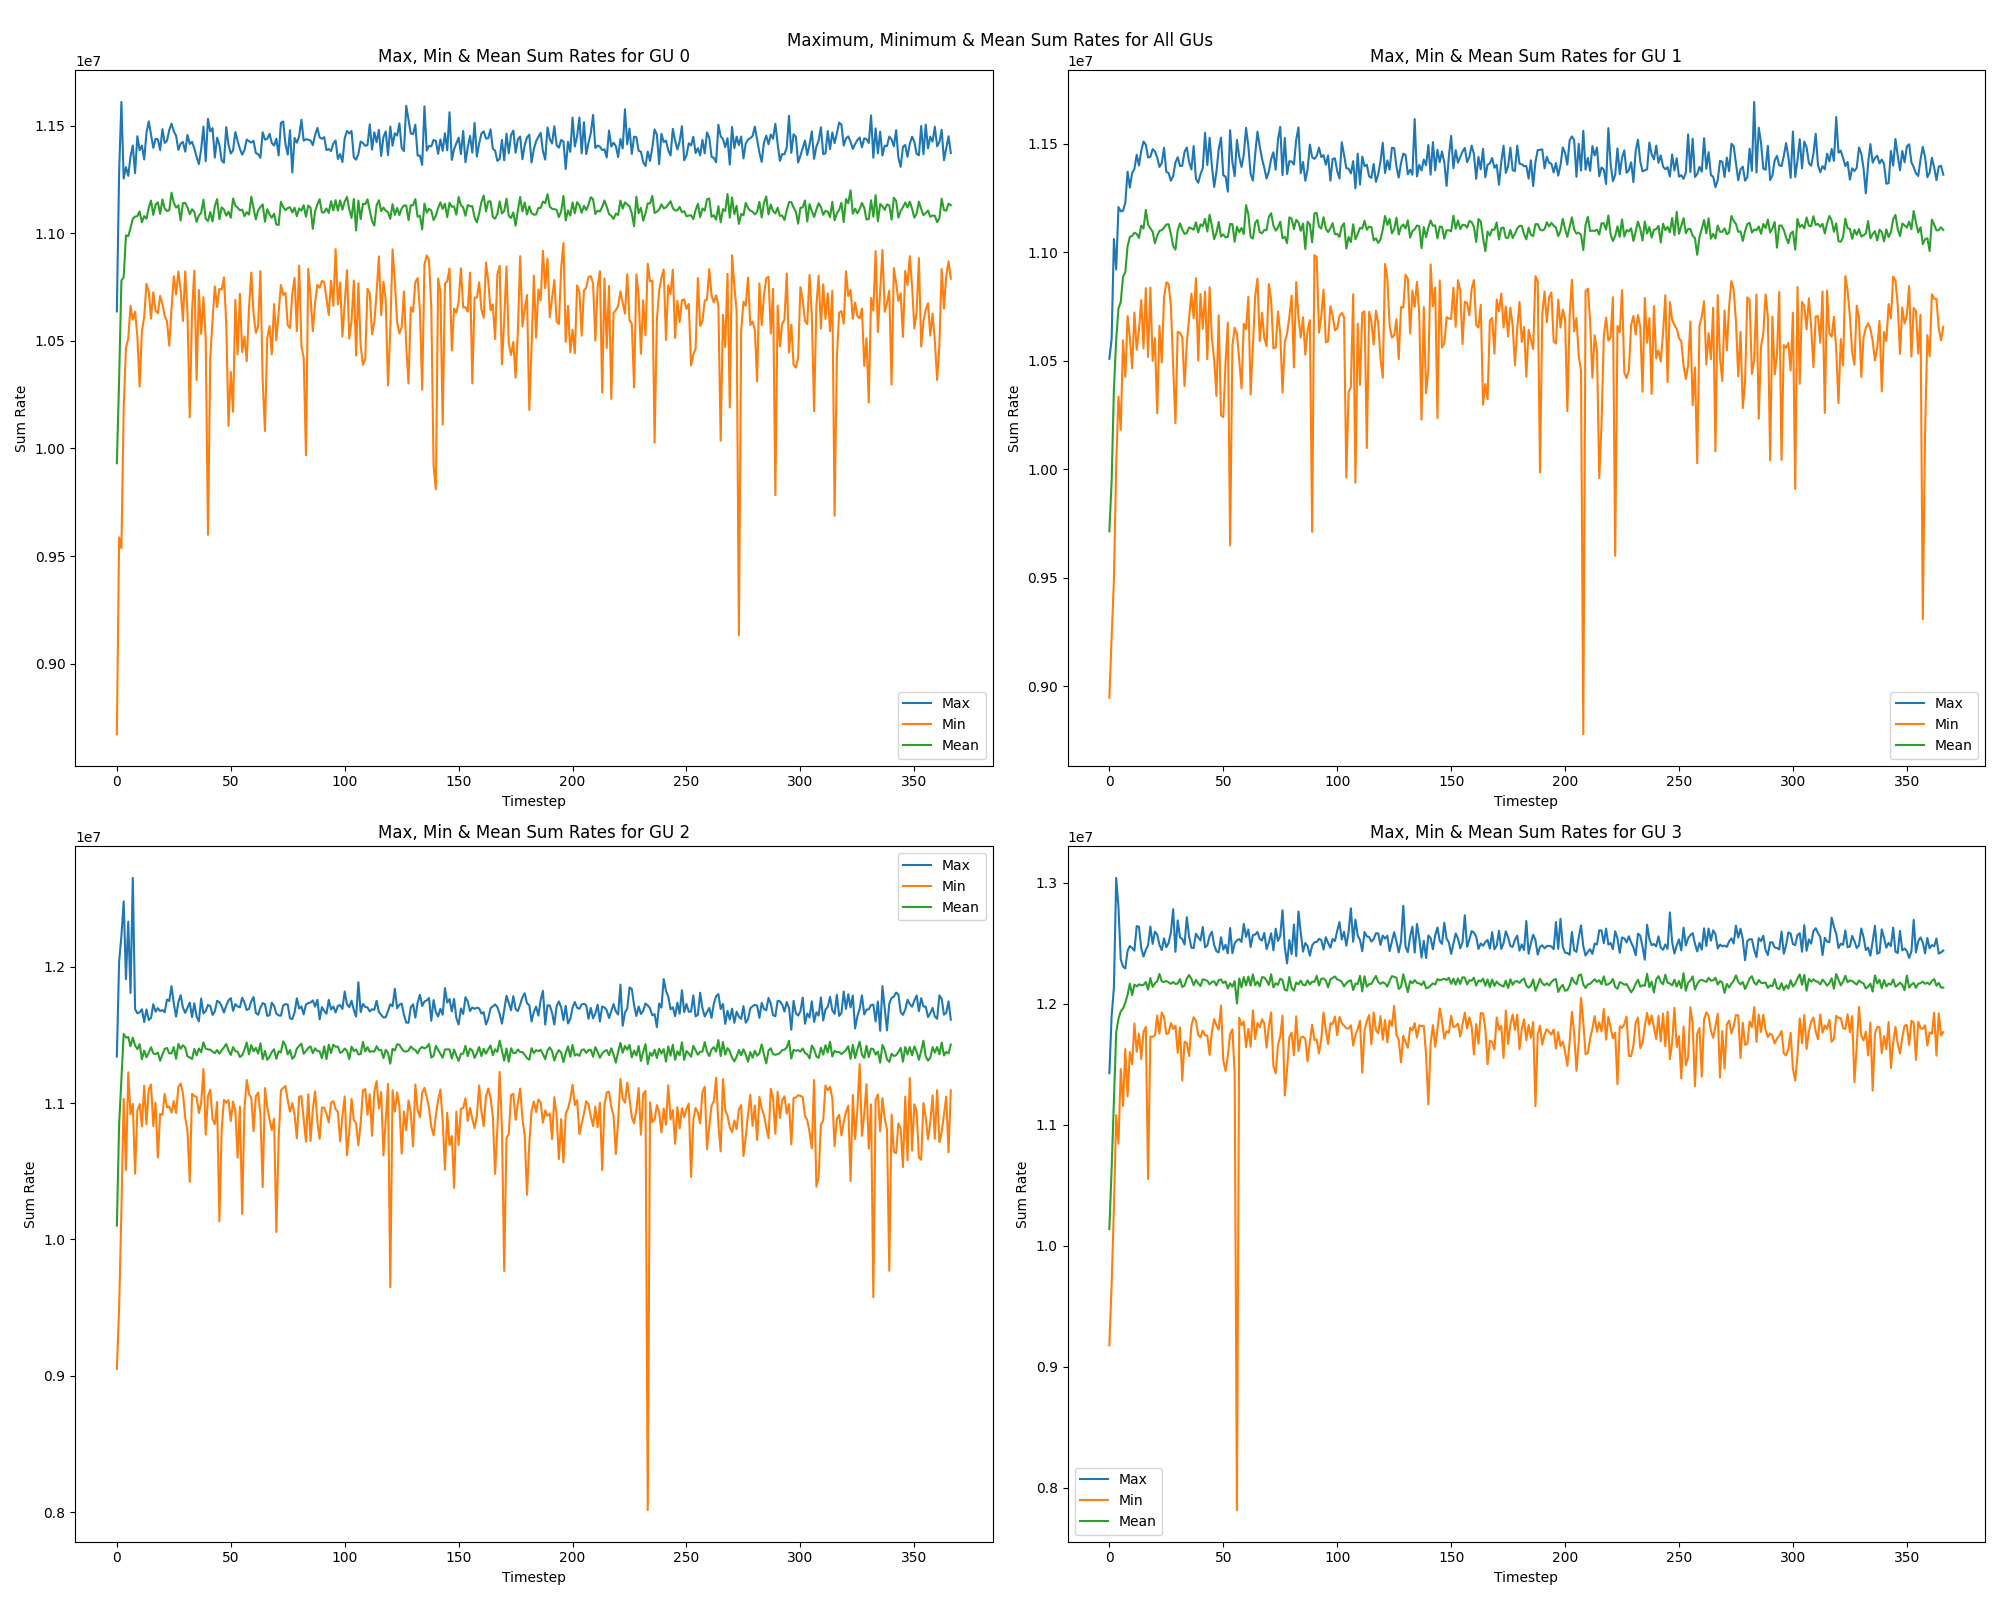 Maximum, Minimum & Mean Sum Rates for All GUs
Max, Min & Mean Sum Rates for GU 0
1e7
1.15
1.10
1.05
1.00
0.95
0.90
Sum Rate
0 50 100 150 200 250 300 350
Timestep
Max
Min
Mean
Max, Min & Mean Sum Rates for GU 1
1e7
1.15
1.10
1.05
1.00
0.95
0.90
Sum Rate
0 50 100 150 200 250 300 350
Timestep
Max
Min
Mean
Max, Min & Mean Sum Rates for GU 2
1e7
1.2
1.1
1.0
0.9
0.8
Sum Rate
0 50 100 150 200 250 300 350
Timestep
Max
Min
Mean
Max, Min & Mean Sum Rates for GU 3
1e7
1.3
1.2
1.1
1.0
0.9
0.8
Sum Rate
0 50 100 150 200 250 300 350
Timestep
Max
Min
Mean